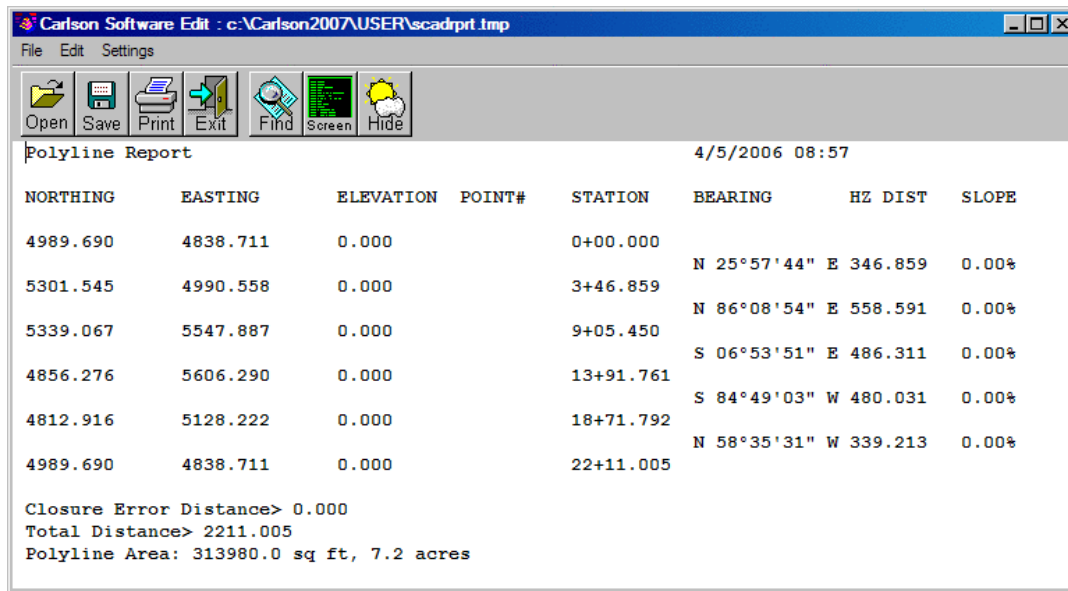 Carlson Software Edit : c:\Carlson2007\USER\scadrprt.tmp
File Edit Settings
Open Save Print Exit Find Screen Hide
Polyline Report 4/5/2006 08:57
NORTHING EASTING ELEVATION POINT# STATION BEARING HZ DIST SLOPE
4989.690 4838.711 0.000 0+00.000
N 25°57'44" E 346.859 0.00%
5301.545 4990.558 0.000 3+46.859
N 86°08'54" E 558.591 0.00%
5339.067 5547.887 0.000 9+05.450
S 06°53'51" E 486.311 0.00%
4856.276 5606.290 0.000 13+91.761
S 84°49'03" W 480.031 0.00%
4812.916 5128.222 0.000 18+71.792
N 58°35'31" W 339.213 0.00%
4989.690 4838.711 0.000 22+11.005
Closure Error Distance> 0.000
Total Distance> 2211.005
Polyline Area: 313980.0 sq ft, 7.2 acres